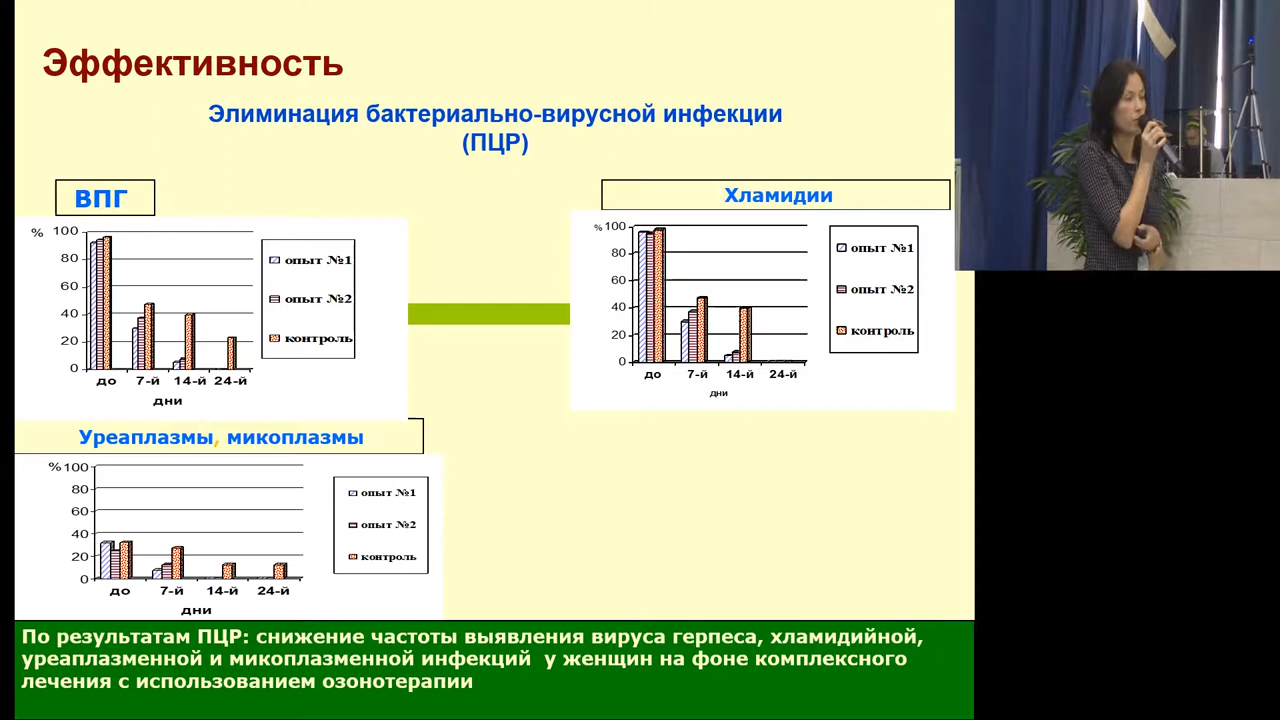 Эффективность
Элиминация бактериально-вирусной инфекции
(ПЦР)
ВПГ
%
100
80
60
40
20
0
до 7-й 14-й 24-й
дни
опыт №1
опыт №2
контроль
Хламидии
%
100
80
60
40
20
0
до 7-й 14-й 24-й
дни
опыт №1
опыт №2
контроль
Уреаплазмы, микоплазмы
%
100
80
60
40
20
0
до 7-й 14-й 24-й
дни
опыт №1
опыт №2
контроль
По результатам ПЦР: снижение частоты выявления вируса герпеса, хламидийной,
уреаплазменной и микоплазменной инфекций у женщин на фоне комплексного
лечения с использованием озонотерапии